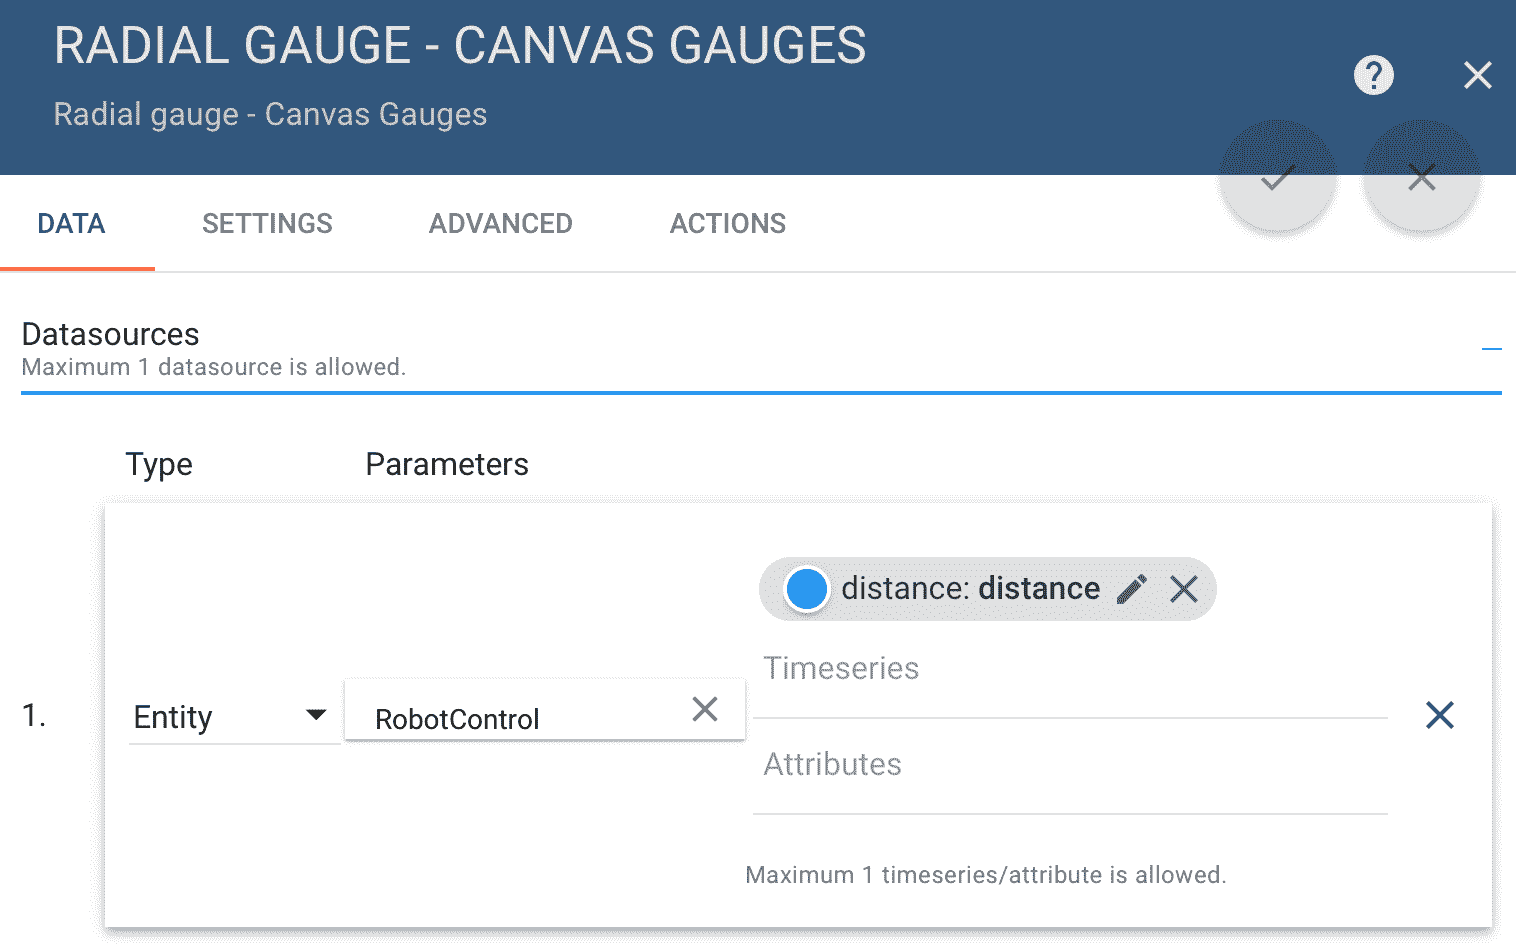 RADIAL GAUGE - CANVAS GAUGES
Radial gauge - Canvas Gauges
?
DATA SETTINGS ADVANCED ACTIONS
Datasources
Maximum 1 datasource is allowed.
Type Parameters
distance: distance
Timeseries
1. Entity RobotControl
Attributes
Maximum 1 timeseries/attribute is allowed.